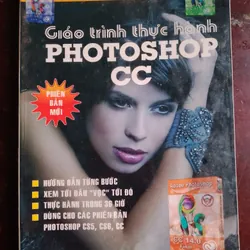 Giáo trình thực hành
PHOTOSHOP
CC
PHIÊN
BẢN
MỚI
HƯỚNG DẪN TỪNG BƯỚC
XEM TỚI ĐÂU "VỌC" TỚI ĐÓ
THỰC HÀNH TRONG 36 GIỜ
DÙNG CHO CÁC PHIÊN BẢN
PHOTOSHOP CS5, CS6, CC